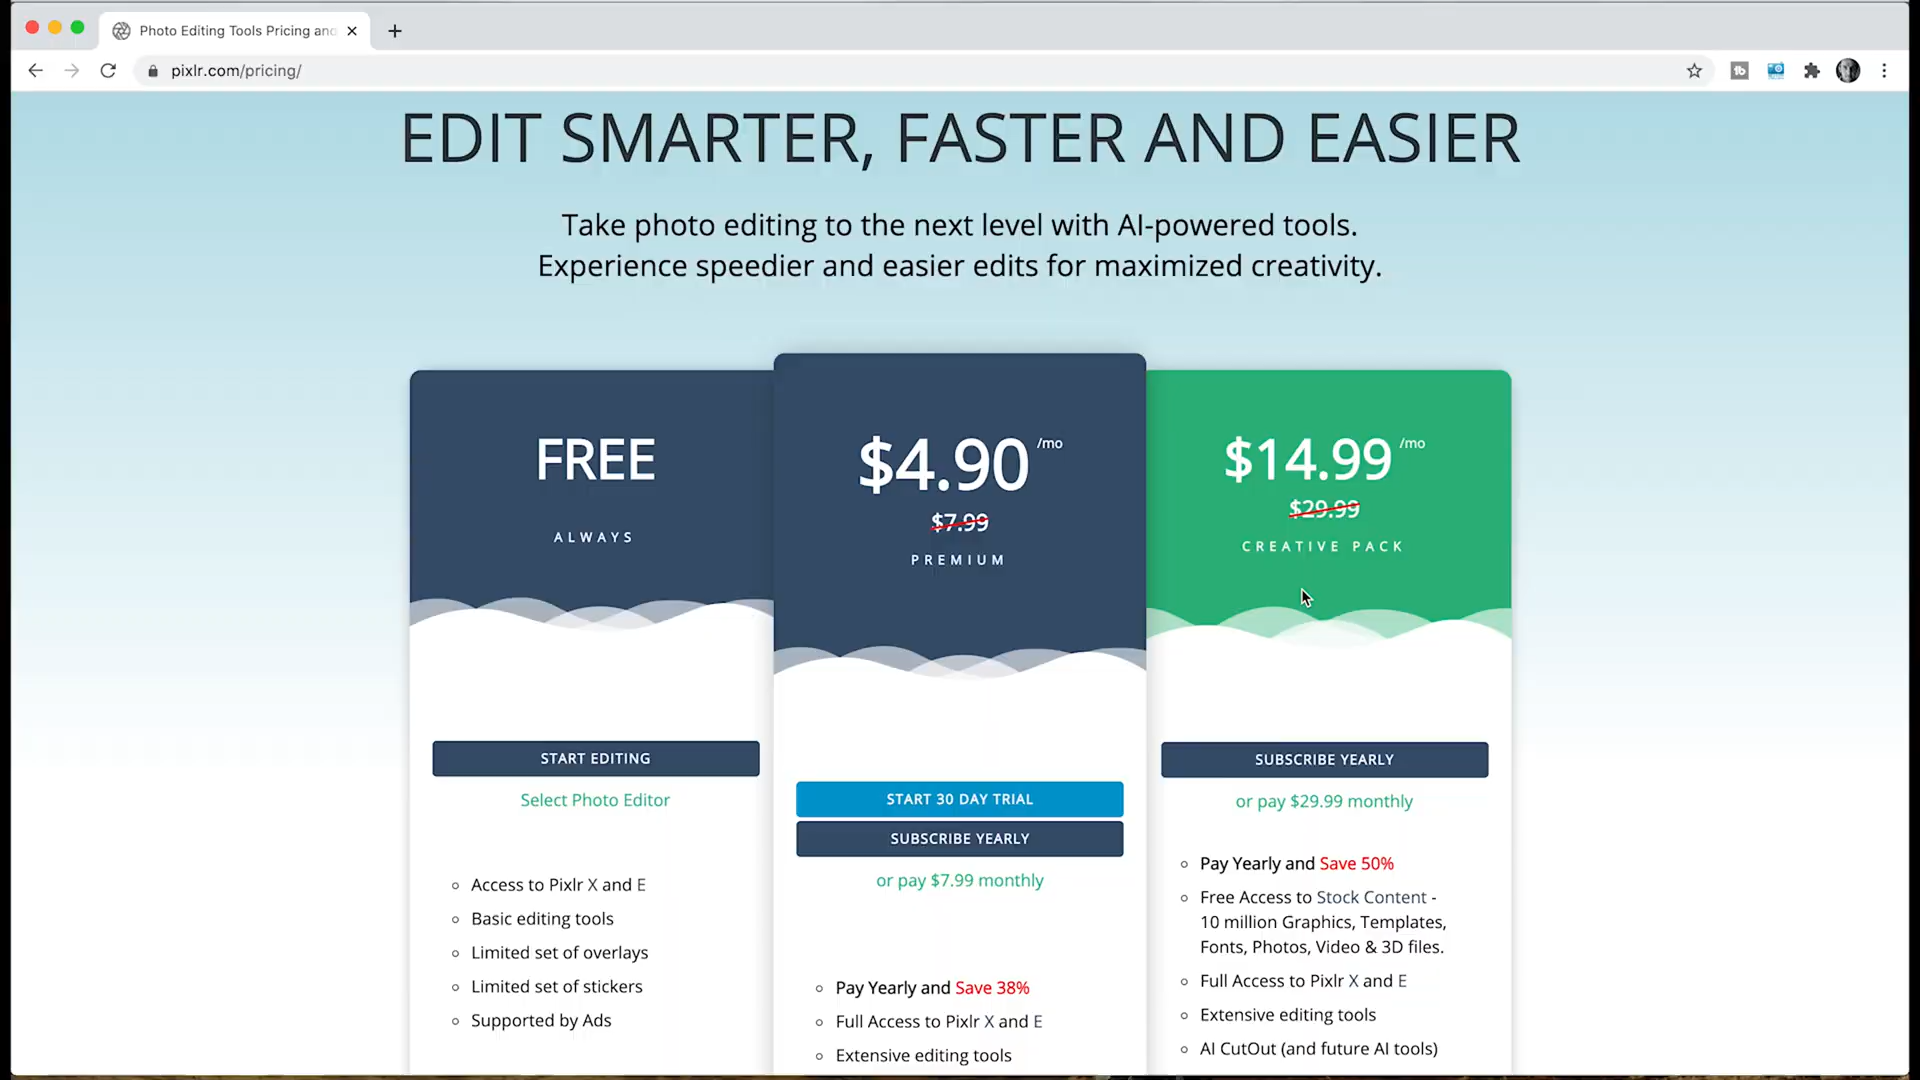 Photo Editing Tools Pricing and
pixlr.com/pricing/
EDIT SMARTER, FASTER AND EASIER
Take photo editing to the next level with AI-powered tools.
Experience speedier and easier edits for maximized creativity.
FREE
ALWAYS
START EDITING
Select Photo Editor
Access to Pixlr X and E
Basic editing tools
Limited set of overlays
Limited set of stickers
Supported by Ads
$4.90 /mo
$7.99
PREMIUM
START 30 DAY TRIAL
SUBSCRIBE YEARLY
or pay $7.99 monthly
Pay Yearly and Save 38%
Full Access to Pixlr X and E
Extensive editing tools
$14.99 /mo
$29.99
CREATIVE PACK
SUBSCRIBE YEARLY
or pay $29.99 monthly
Pay Yearly and Save 50%
Free Access to Stock Content -
10 million Graphics, Templates,
Fonts, Photos, Video & 3D files.
Full Access to Pixlr X and E
Extensive editing tools
AI CutOut (and future AI tools)